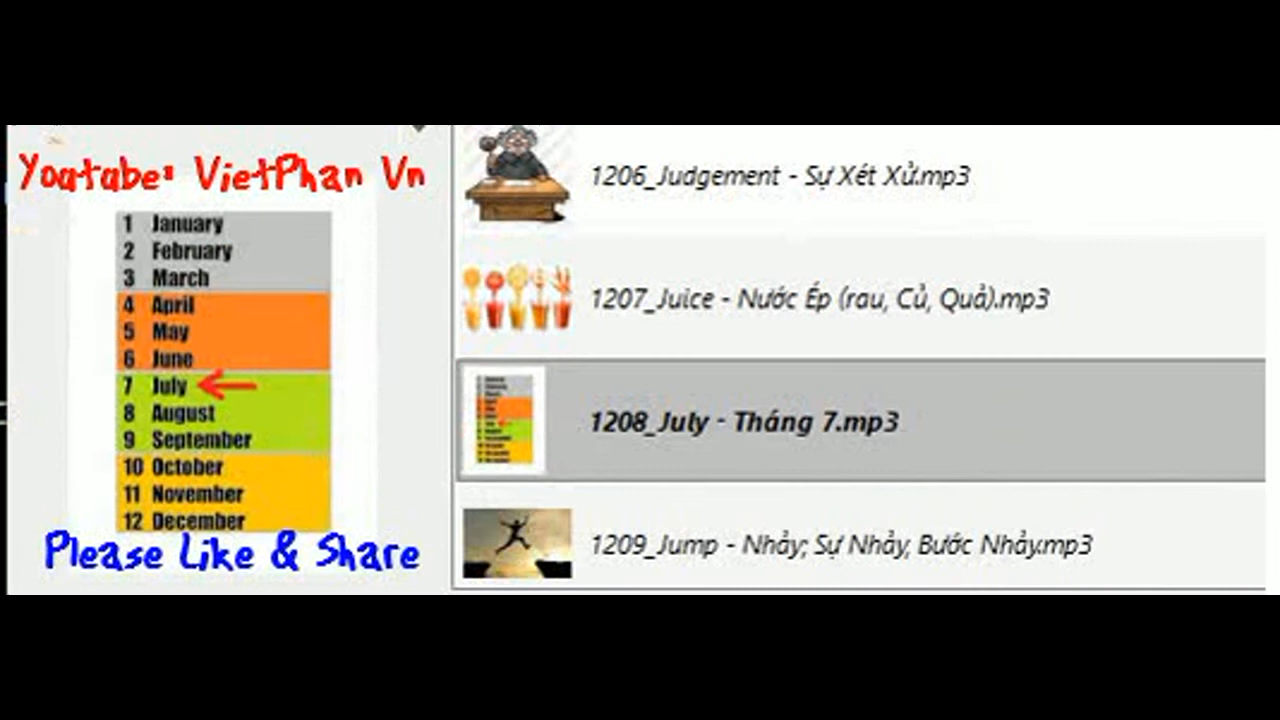 Youtube: VietPhan Vn
1 January
2 February
3 March
4 April
5 May
6 June
7 July
8 August
9 September
10 October
11 November
12 December
Please Like & Share
1206_Judgement - Sự Xét Xử.mp3
1207_Juice - Nước Ép (rau, Củ, Quả).mp3
1208_July - Tháng 7.mp3
1209_Jump - Nhảy; Sự Nhảy, Bước Nhảy.mp3